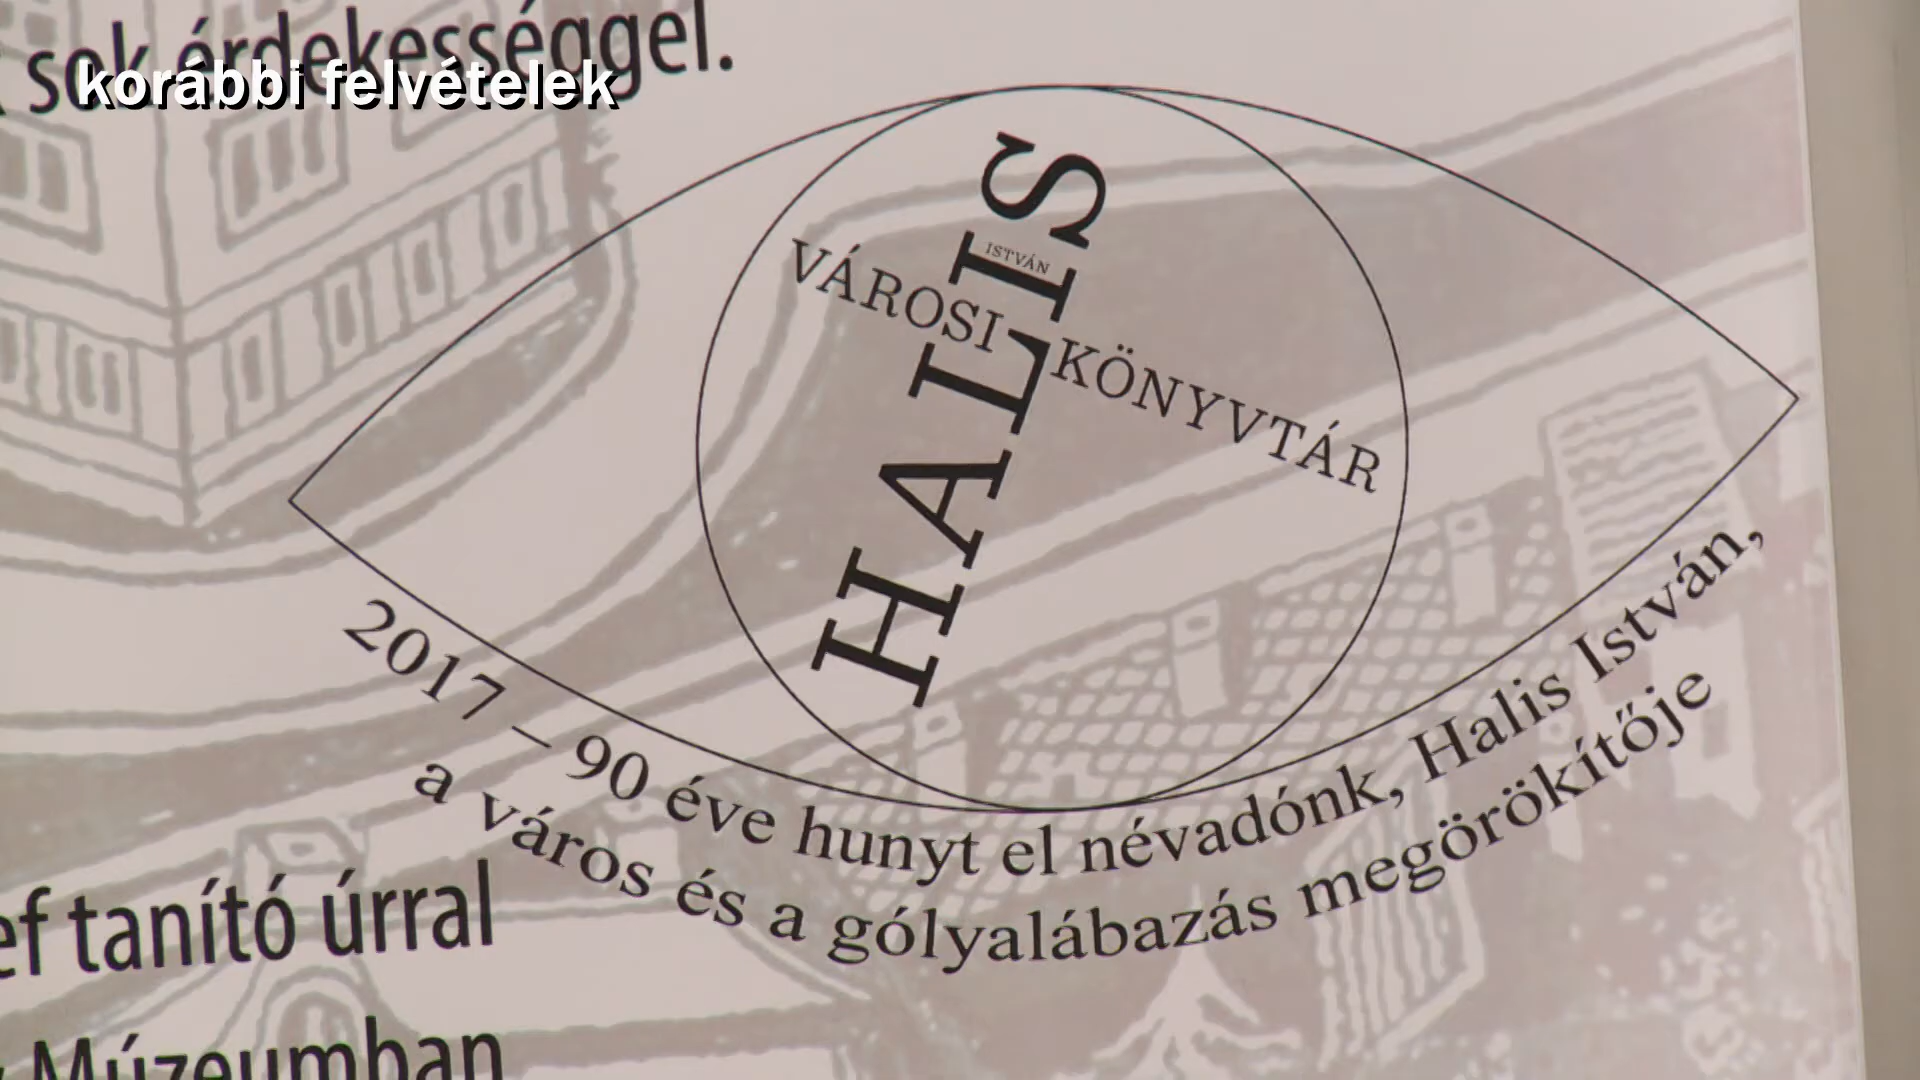 sok érdekességgel.
korábbi felvételek
HALIS
ISTVÁN
VÁROSI KÖNYVTÁR
2017 – 90 éve hunyt el névadónk, Halis István,
a város és a gólyalábazás megörökítője
ef tanító úrral
Múzeumban